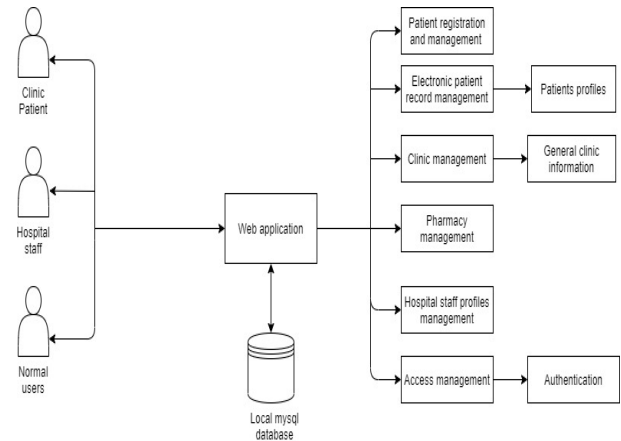 Clinic
Patient
Hospital
staff
Normal
users
Web application
Local mysql
database
Patient registration
and management
Electronic patient
record management
Patients profiles
Clinic management
General clinic
information
Pharmacy
management
Hospital staff profiles
management
Access management
Authentication